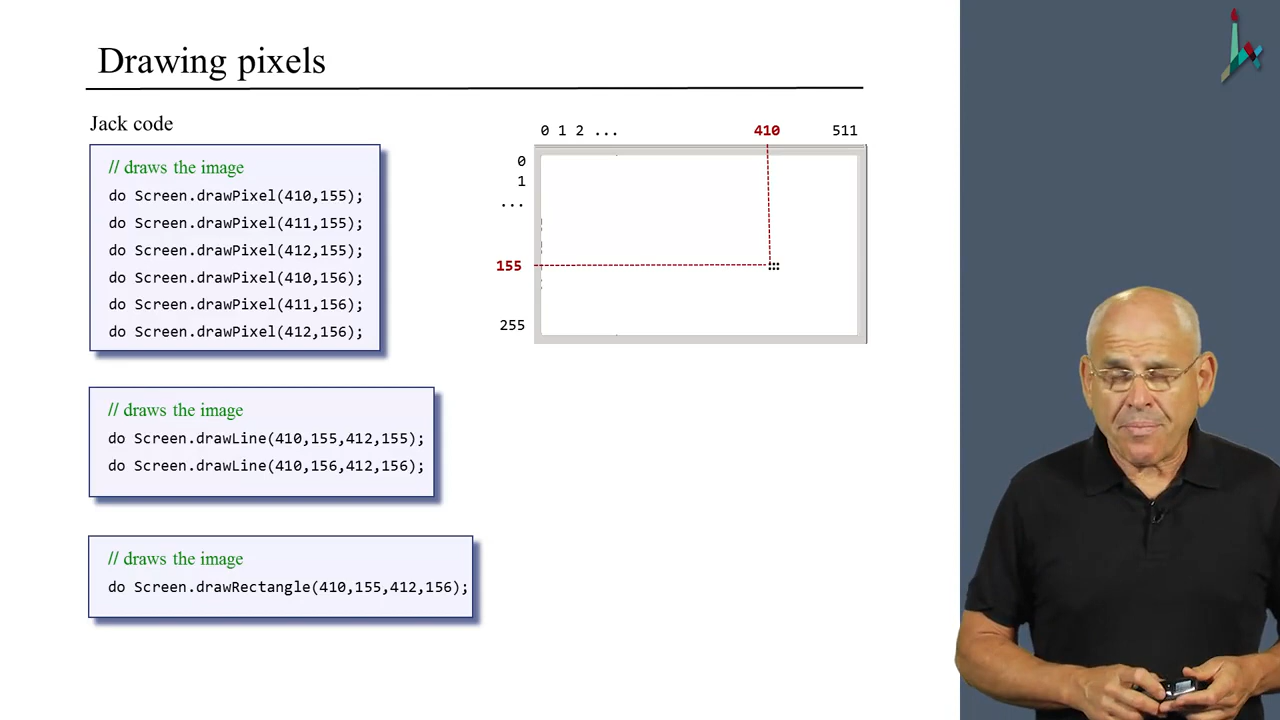 Drawing pixels
Jack code
// draws the image
do Screen.drawPixel(410,155);
do Screen.drawPixel(411,155);
do Screen.drawPixel(412,155);
do Screen.drawPixel(410,156);
do Screen.drawPixel(411,156);
do Screen.drawPixel(412,156);
// draws the image
do Screen.drawLine(410,155,412,155);
do Screen.drawLine(410,156,412,156);
// draws the image
do Screen.drawRectangle(410,155,412,156);
0 1 2 ... 410 511
0
1
...
155
255